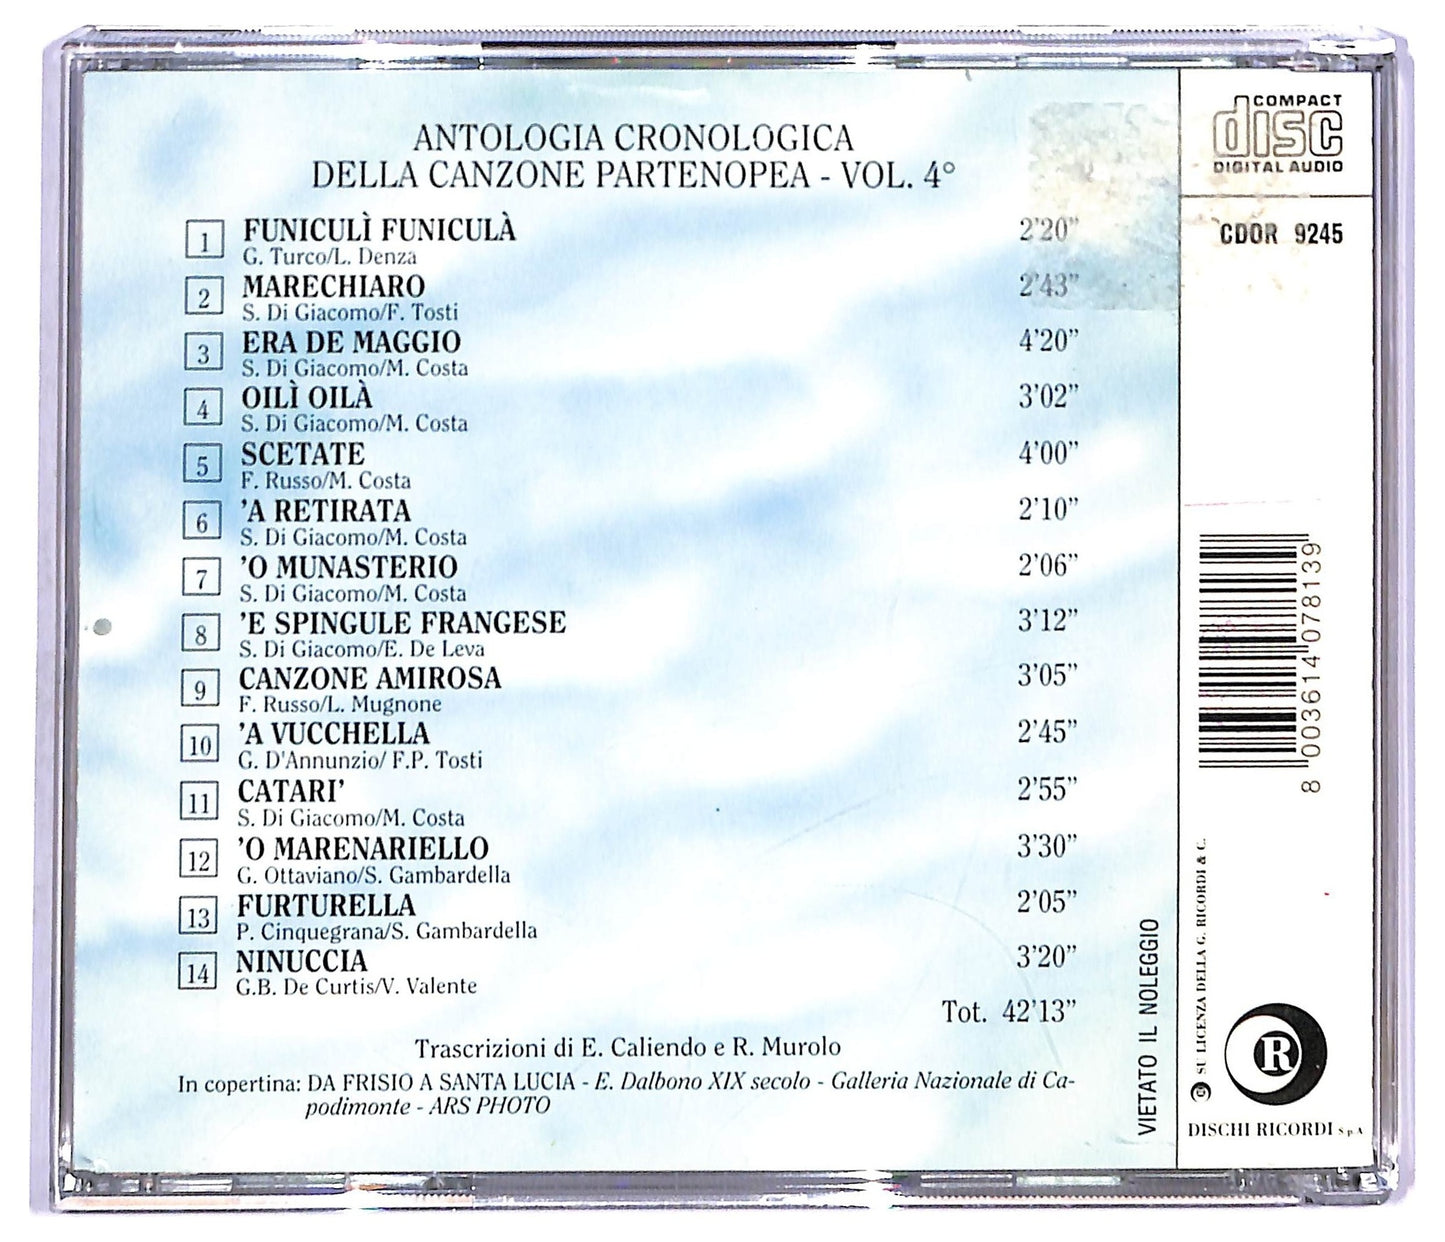 ANTOLOGIA CRONOLOGICA
DELLA CANZONE PARTENOPEA - VOL. 4°
1 FUNICULÌ FUNICULÀ 2'20"
G. Turco/L. Denza
2 MARECHIARO 2'43"
S. Di Giacomo/F. Tosti
3 ERA DE MAGGIO 4'20"
S. Di Giacomo/M. Costa
4 OILÌ OILÀ 3'02"
S. Di Giacomo/M. Costa
5 SCETATE 4'00"
F. Russo/M. Costa
6 'A RETIRATA 2'10"
S. Di Giacomo/M. Costa
7 'O MUNASTERIO 2'06"
S. Di Giacomo/M. Costa
8 'E SPINGULE FRANGESE 3'12"
S. Di Giacomo/E. De Leva
9 CANZONE AMIROSA 3'05"
F. Russo/L. Mugnone
10 'A VUCCHELLA 2'45"
G. D'Annunzio/ F.P. Tosti
11 CATARI' 2'55"
S. Di Giacomo/M. Costa
12 'O MARENARIELLO 3'30"
G. Ottaviano/S. Gambardella
13 FURTURELLA 2'05"
P. Cinquegrana/S. Gambardella
14 NINUCCIA 3'20"
G.B. De Curtis/V. Valente
Tot. 42'13"
Trascrizioni di E. Caliendo e R. Murolo
In copertina: DA FRISIO A SANTA LUCIA - E. Dalbono XIX secolo - Galleria Nazionale di Ca-
podimonte - ARS PHOTO
VIETATO IL NOLEGGIO
COMPACT
disc
DIGITAL AUDIO
CDOR 9245
8 003614 078139
SU LICENZA DELLA G. RICORDI & C.
R
DISCHI RICORDI S.p.A